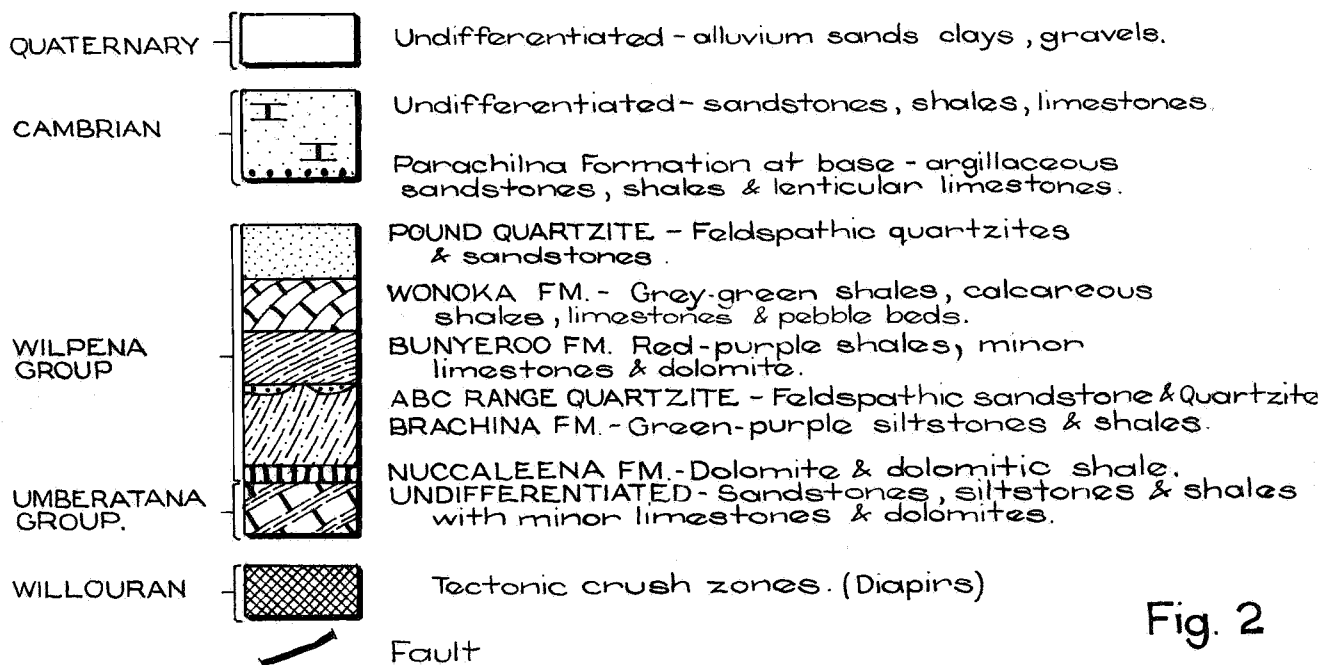 QUATERNARY
Undifferentiated - alluvium sands clays, gravels.
CAMBRIAN
Undifferentiated - sandstones, shales, limestones.
Parachilna Formation at base - argillaceous
sandstones, shales & lenticular limestones.
WILPENA
GROUP
POUND QUARTZITE - Feldspathic quartzites
& sandstones.
WONOKA FM. - Grey-green shales, calcareous
shales, limestones & pebble beds.
BUNYEROO FM. Red-purple shales, minor
limestones & dolomite.
ABC RANGE QUARTZITE - Feldspathic sandstone & Quartzite
BRACHINA FM. - Green-purple siltstones & shales.
NUCCALEENA FM. - Dolomite & dolomitic shale.
UMBERATANA
GROUP.
UNDIFFERENTIATED - Sandstones, siltstones & shales
with minor limestones & dolomites.
WILLOURAN
Tectonic crush zones. (Diapirs)
Fault
Fig. 2